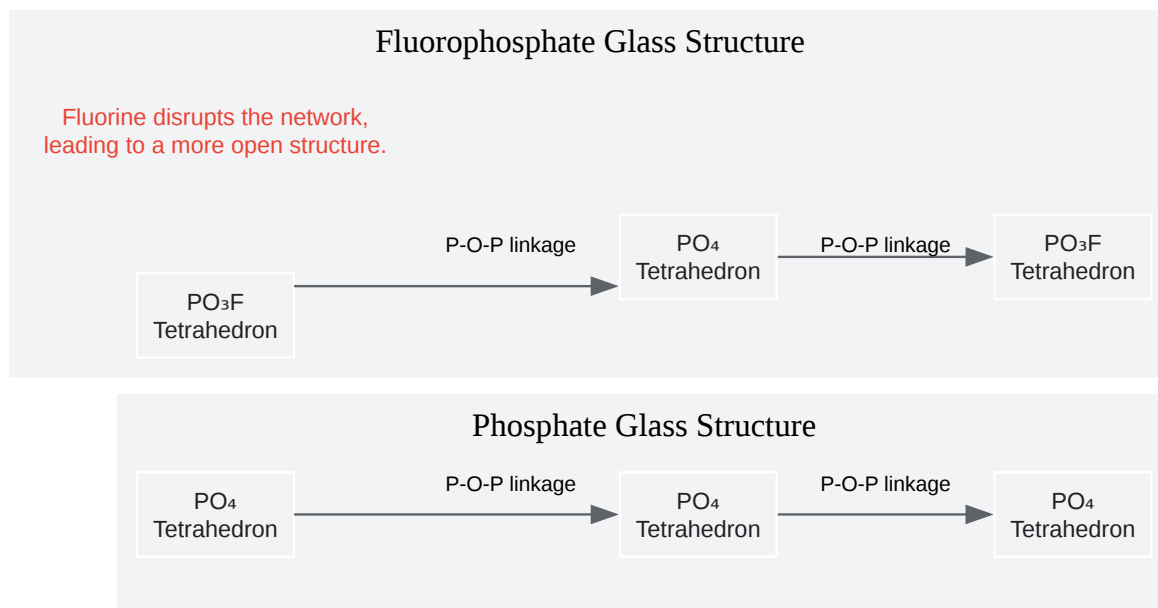 Fluorophosphate Glass Structure
Fluorine disrupts the network,
leading to a more open structure.
PO₃F
Tetrahedron
P-O-P linkage
PO₄
Tetrahedron
P-O-P linkage
PO₃F
Tetrahedron
Phosphate Glass Structure
PO₄
Tetrahedron
P-O-P linkage
PO₄
Tetrahedron
P-O-P linkage
PO₄
Tetrahedron